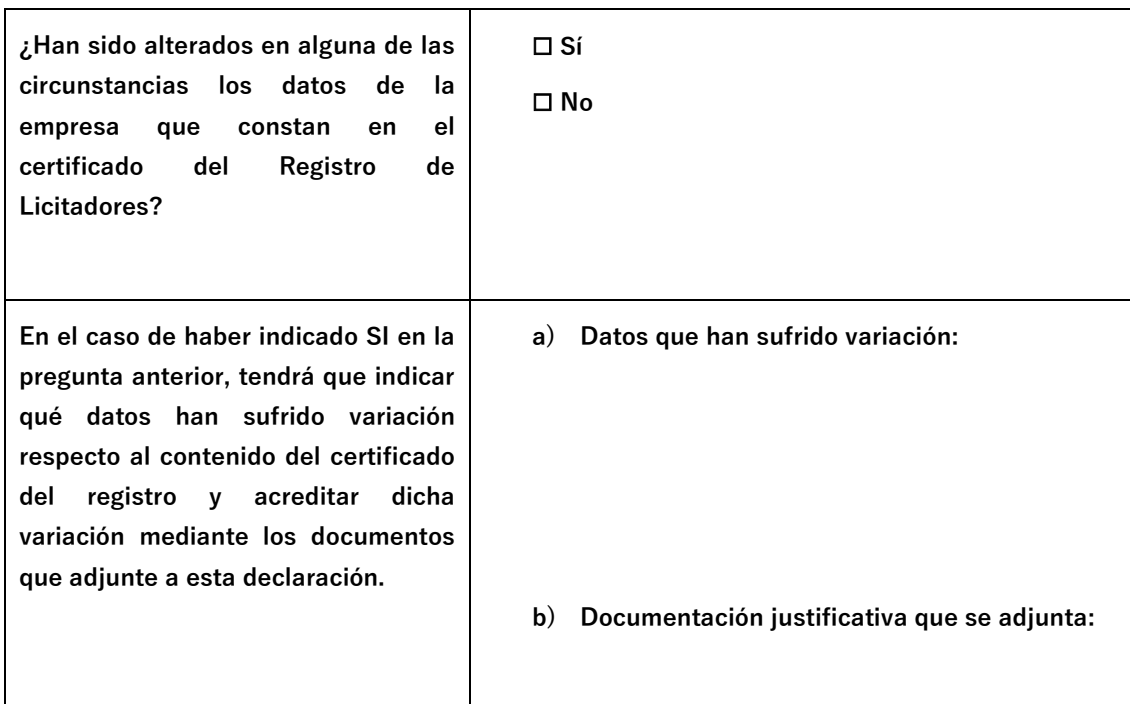 ¿Han sido alterados en alguna de las
circunstancias los datos de la
empresa que constan en el
certificado del Registro de
Licitadores?
☐ Sí
☐ No
En el caso de haber indicado SI en la
pregunta anterior, tendrá que indicar
qué datos han sufrido variación
respecto al contenido del certificado
del registro y acreditar dicha
variación mediante los documentos
que adjunte a esta declaración.
a) Datos que han sufrido variación:
b) Documentación justificativa que se adjunta: